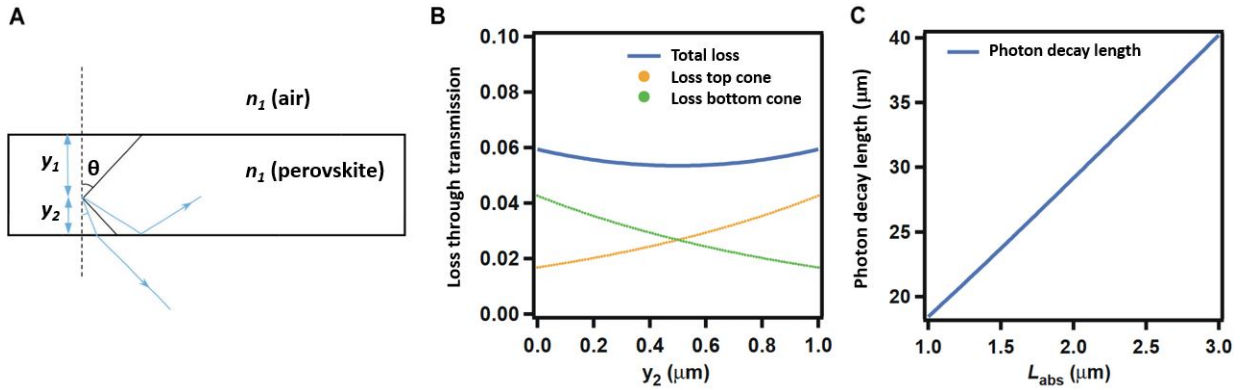 A
n1 (air)
y1
θ
n1 (perovskite)
y2
B
Loss through transmission
0.10
0.08
0.06
0.04
0.02
0.00
Total loss
Loss top cone
Loss bottom cone
0.0 0.2 0.4 0.6 0.8 1.0
y2 (μm)
C
Photon decay length (μm)
40
35
30
25
20
Photon decay length
1.0 1.5 2.0 2.5 3.0
Labs (μm)